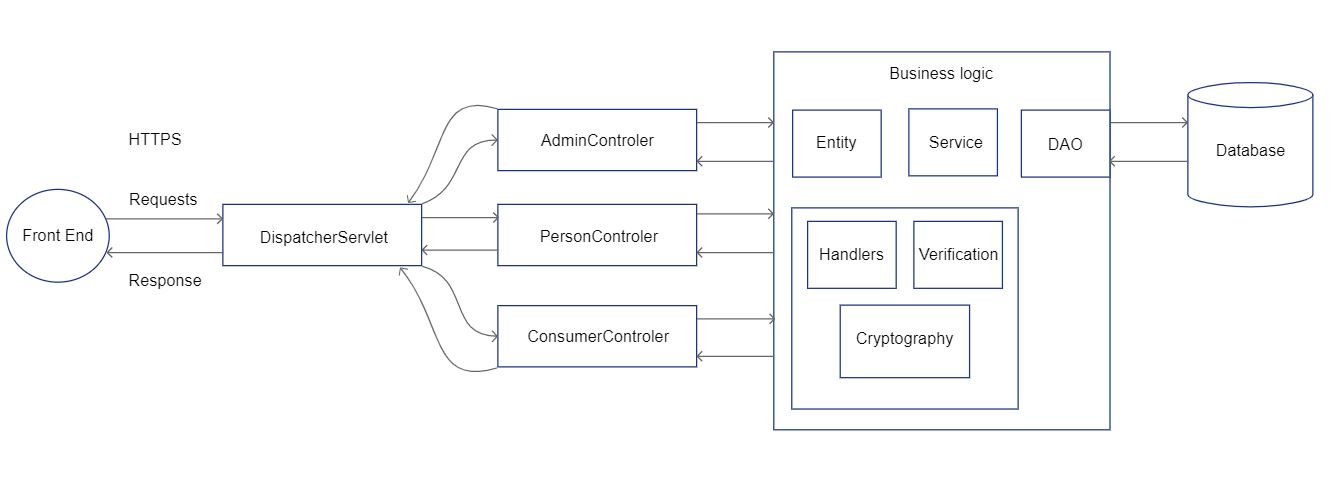 HTTPS
Requests
Front End
Response
DispatcherServlet
AdminControler
PersonControler
ConsumerControler
Business logic
Entity
Service
DAO
Handlers
Verification
Cryptography
Database